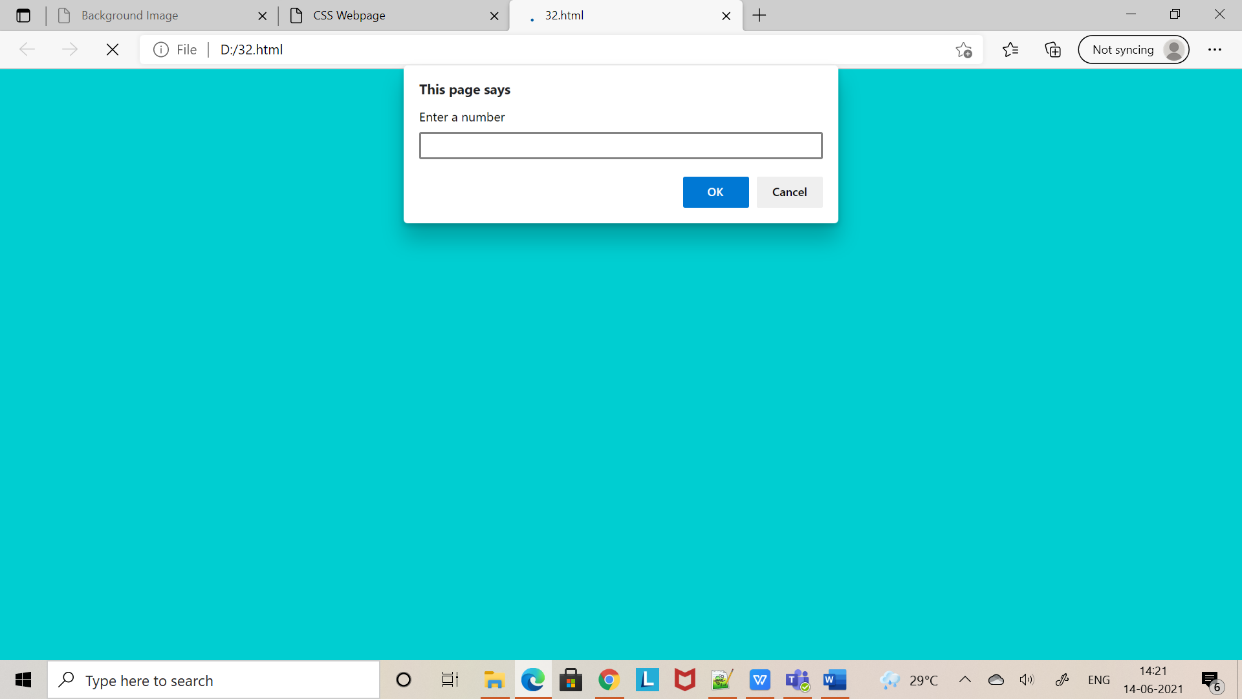 Background Image
CSS Webpage
32.html
File
D:/32.html
Not syncing
This page says
Enter a number
OK
Cancel
Type here to search
L
W
T
W
29°C
ENG
14:21
14-06-2021
6